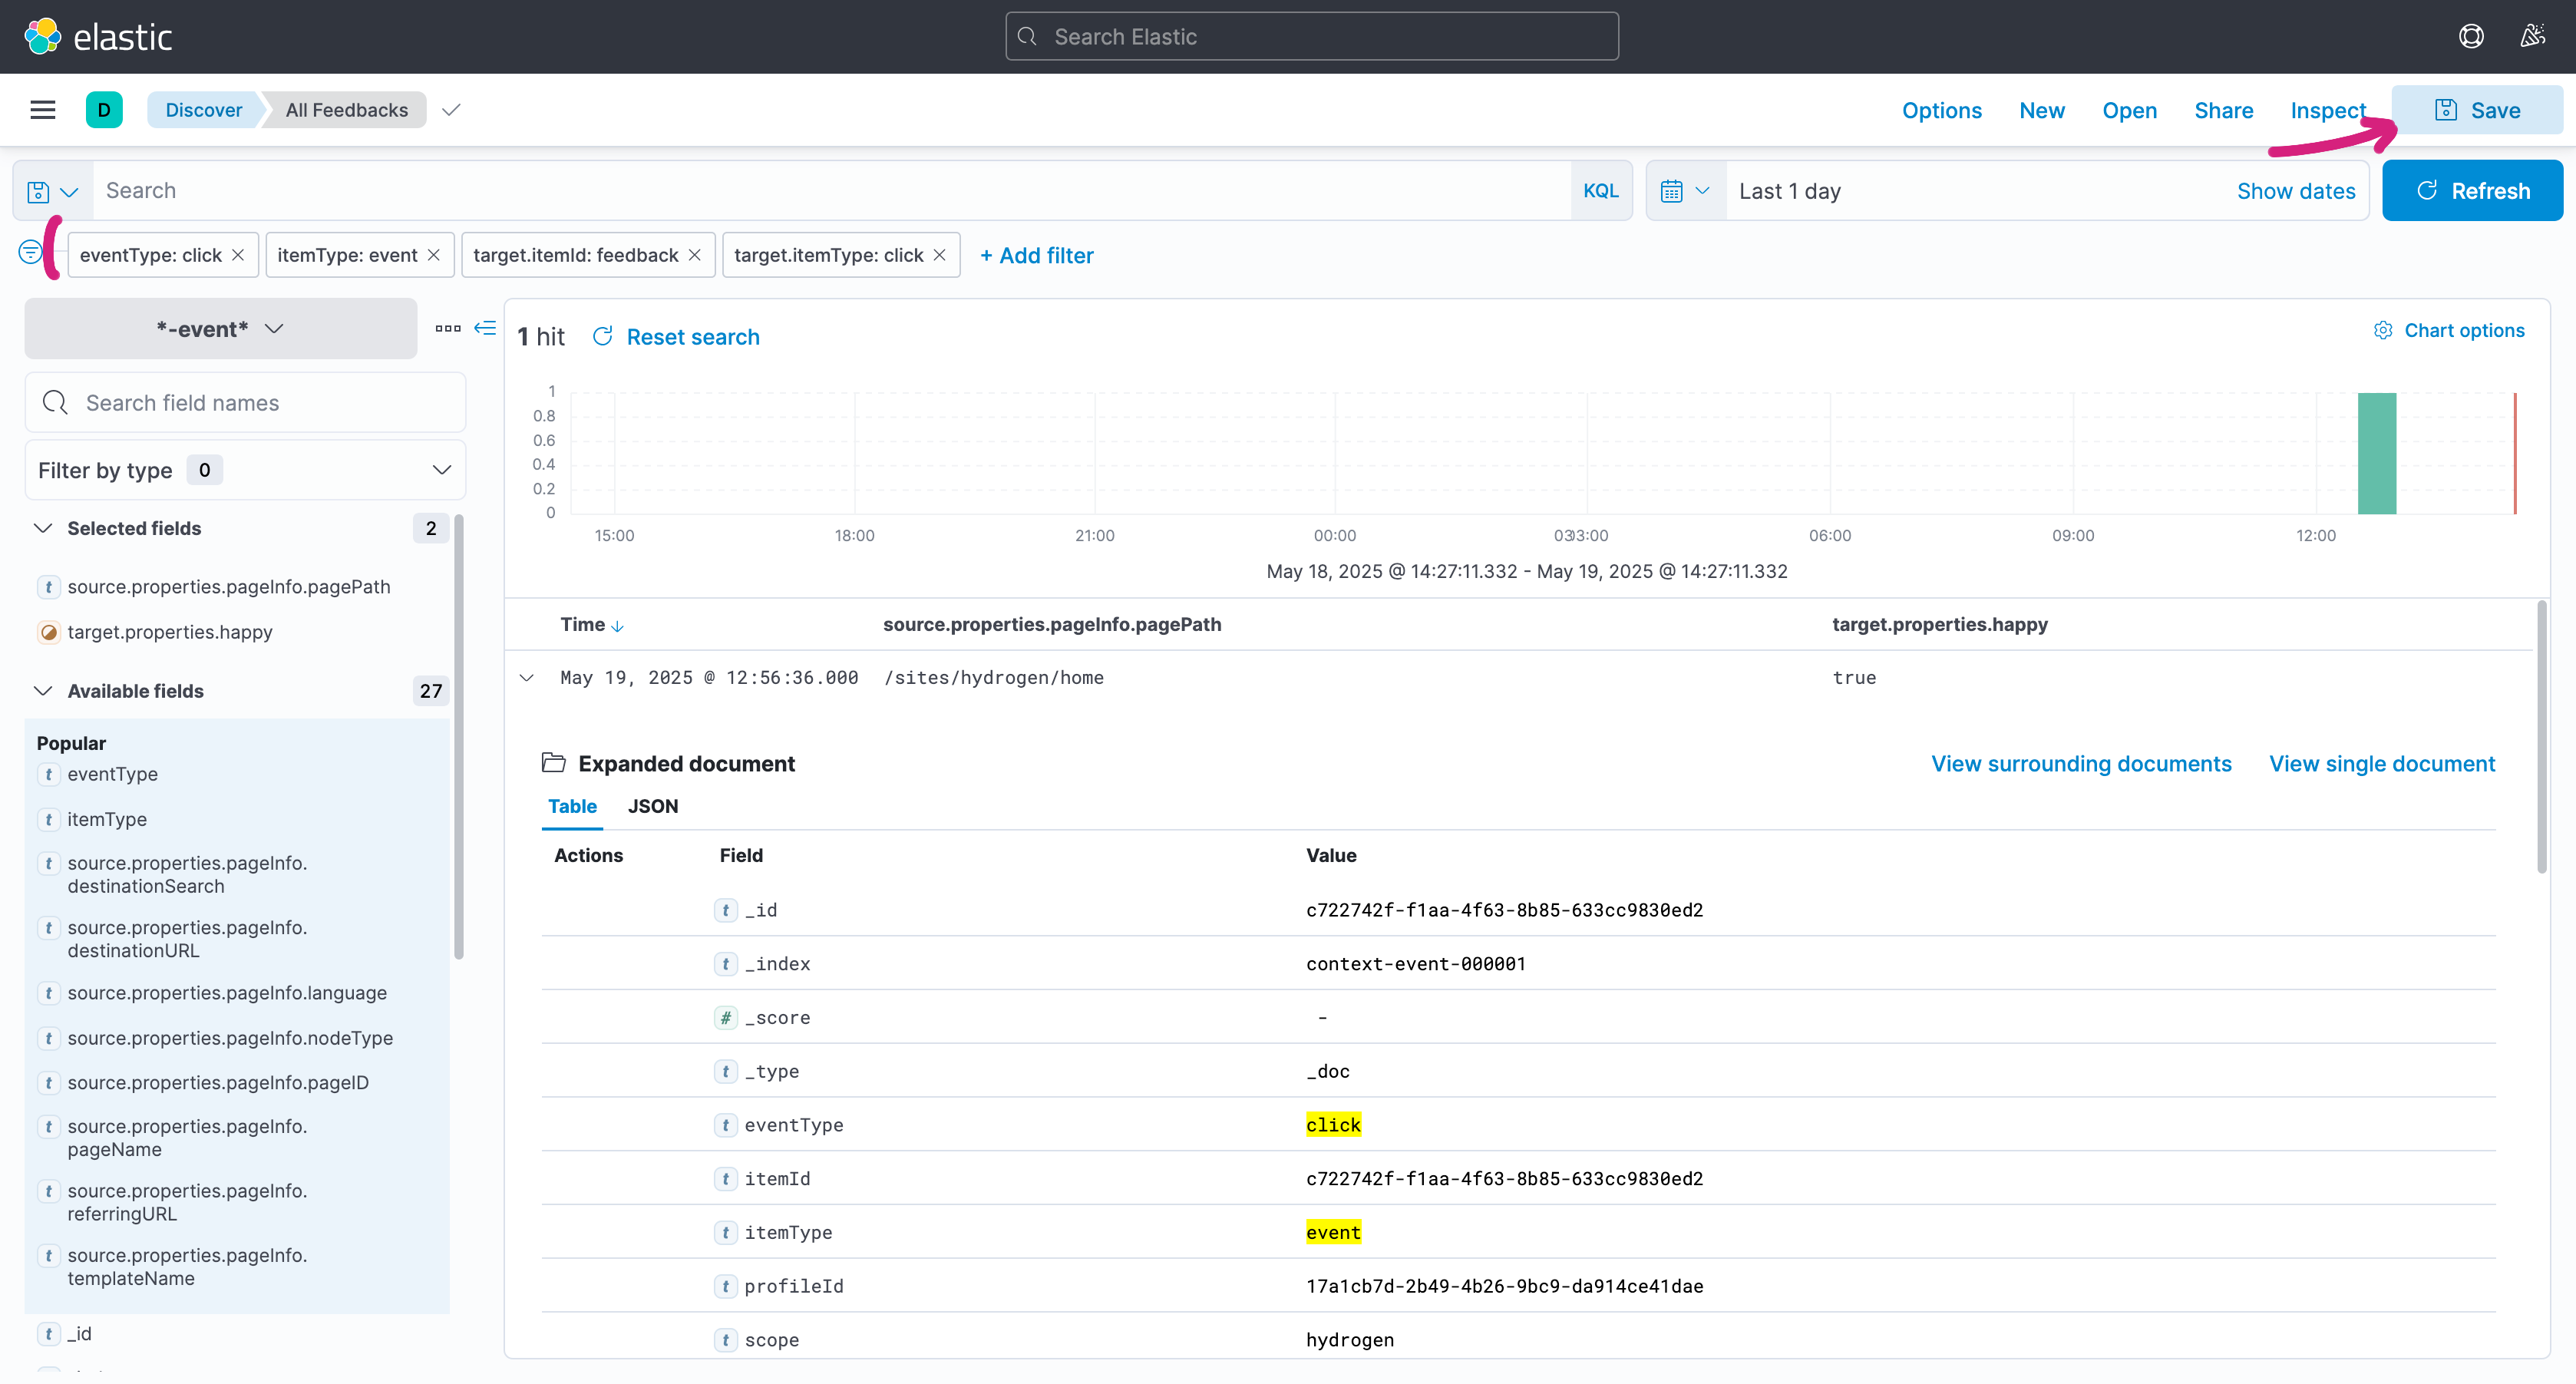 elastic
Search Elastic
D
Discover
All Feedbacks
Options
New
Open
Share
Inspect
Save
Search
KQL
Last 1 day
Show dates
Refresh
eventType: click
itemType: event
target.itemId: feedback
target.itemType: click
+ Add filter
*-event*
Search field names
Filter by type 0
Selected fields 2
t source.properties.pageInfo.pagePath
target.properties.happy
Available fields 27
Popular
t eventType
t itemType
t source.properties.pageInfo.
destinationSearch
t source.properties.pageInfo.
destinationURL
t source.properties.pageInfo.language
t source.properties.pageInfo.nodeType
t source.properties.pageInfo.pageID
t source.properties.pageInfo.
pageName
t source.properties.pageInfo.
referringURL
t source.properties.pageInfo.
templateName
t _id
1 hit
Reset search
Chart options
1
0.8
0.6
0.4
0.2
0
15:00 18:00 21:00 00:00 03:00 06:00 09:00 12:00
May 18, 2025 @ 14:27:11.332 - May 19, 2025 @ 14:27:11.332
Time source.properties.pageInfo.pagePath target.properties.happy
May 19, 2025 @ 12:56:36.000 /sites/hydrogen/home true
Expanded document
View surrounding documents
View single document
Table JSON
Actions Field Value
t _id c722742f-f1aa-4f63-8b85-633cc9830ed2
t _index context-event-000001
# _score -
t _type _doc
t eventType click
t itemId c722742f-f1aa-4f63-8b85-633cc9830ed2
t itemType event
t profileId 17a1cb7d-2b49-4b26-9bc9-da914ce41dae
t scope hydrogen